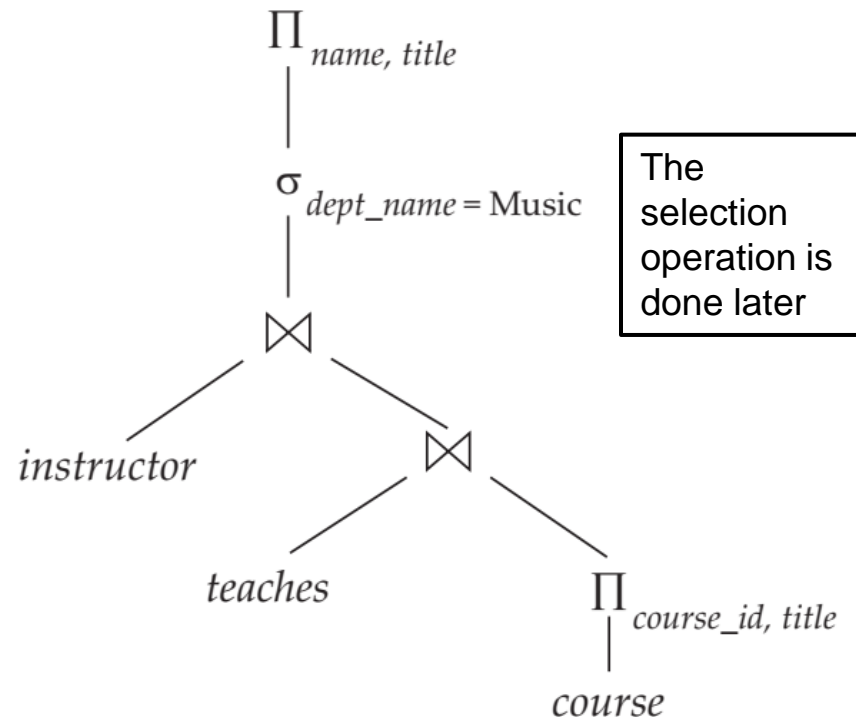 ∏ name, title
σ dept_name = Music
The
selection
operation is
done later
⋈
instructor
⋈
teaches
∏ course_id, title
course